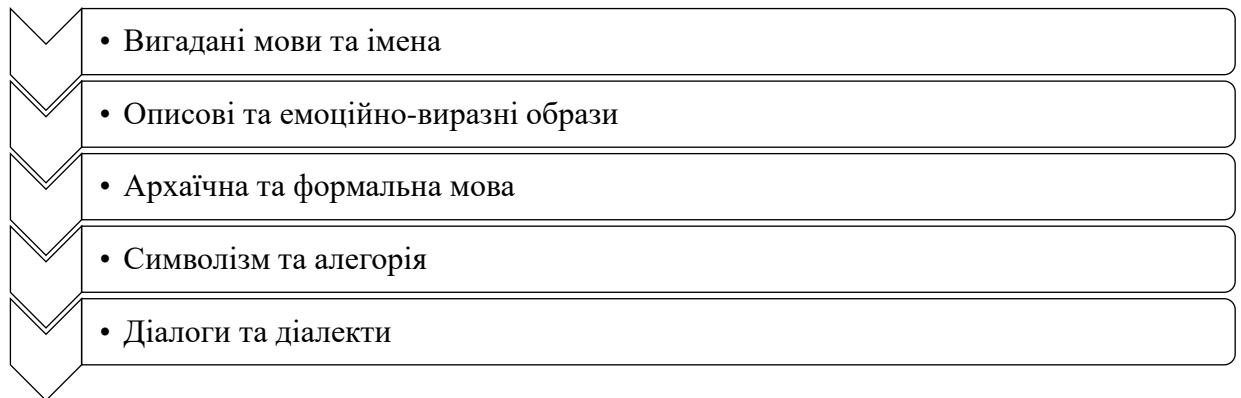 • Вигадані мови та імена
• Описові та емоційно-виразні образи
• Архаїчна та формальна мова
• Символізм та алегорія
• Діалоги та діалекти